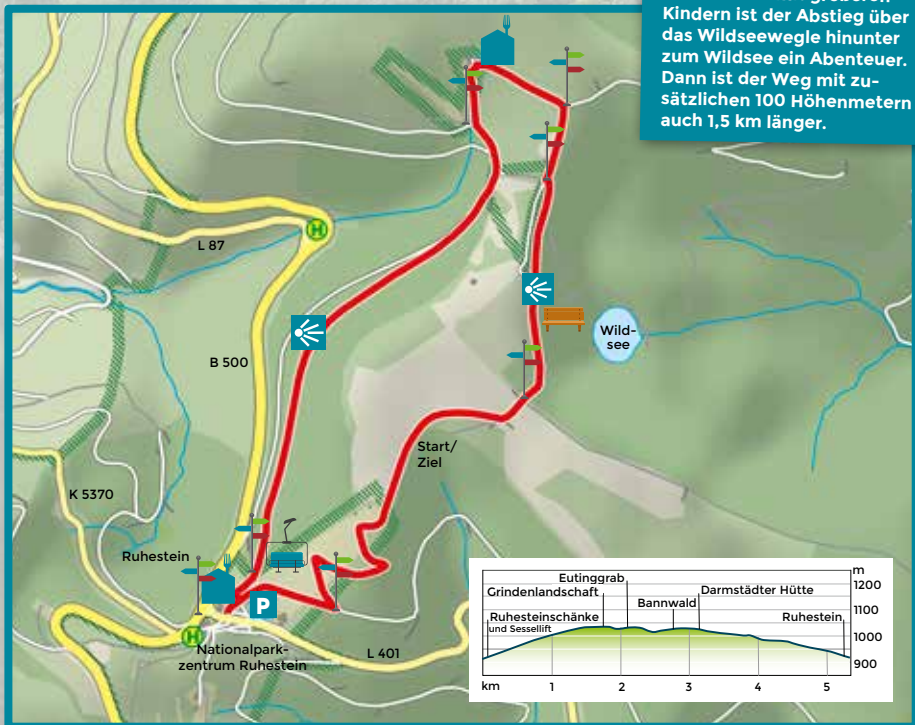 Kindern ist der Abstieg über
das Wildseewegle hinunter
zum Wildsee ein Abenteuer.
Dann ist der Weg mit zu-
sätzlichen 100 Höhenmetern
auch 1,5 km länger.
L 87
H
B 500
Wild-
see
Start/
Ziel
K 5370
Ruhestein
P
H
Nationalpark-
zentrum Ruhestein
L 401
m
Eutinggrab
1200
Grindenlandschaft
Darmstädter Hütte
1100
Bannwald
Ruhesteinschänke
und Sessellift
Ruhestein
1000
900
km 1 2 3 4 5